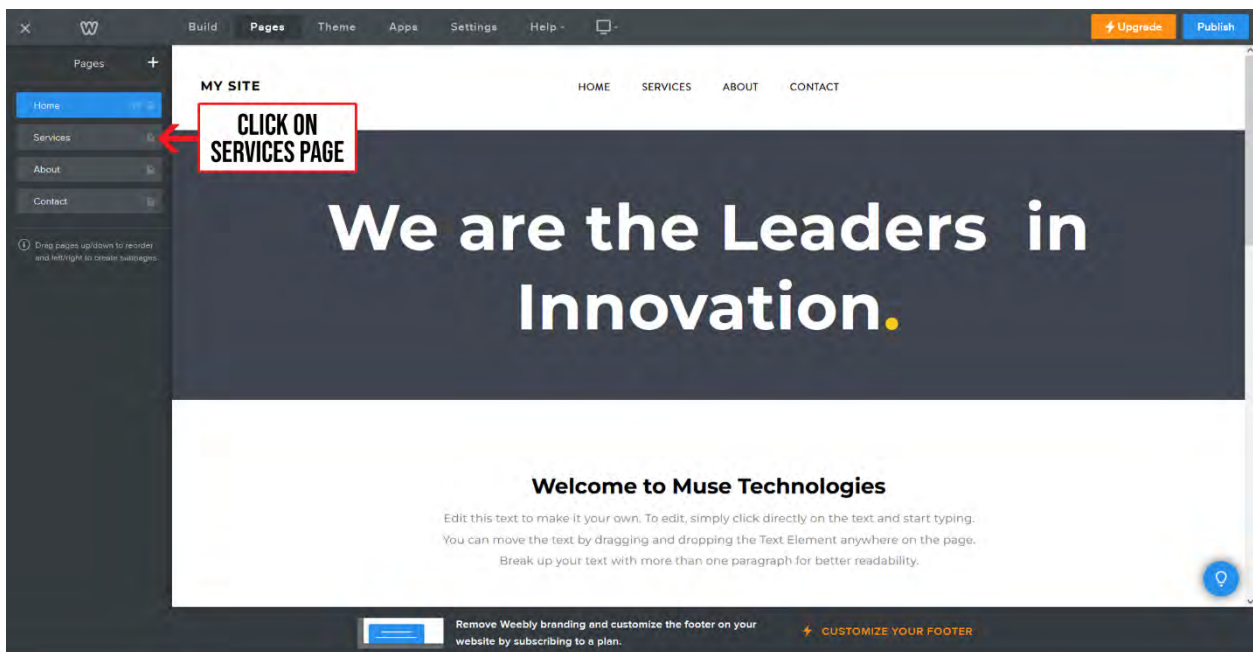 Build Pages Theme Apps Settings Help
Upgrade Publish
Pages
Home
Services
About
Contact
Drag pages up/down to reorder
and left/right to create subpages.
CLICK ON
SERVICES PAGE
MY SITE
HOME SERVICES ABOUT CONTACT
We are the Leaders in
Innovation.
Welcome to Muse Technologies
Edit this text to make it your own. To edit, simply click directly on the text and start typing.
You can move the text by dragging and dropping the Text Element anywhere on the page.
Break up your text with more than one paragraph for better readability.
Remove Weebly branding and customize the footer on your
website by subscribing to a plan.
CUSTOMIZE YOUR FOOTER